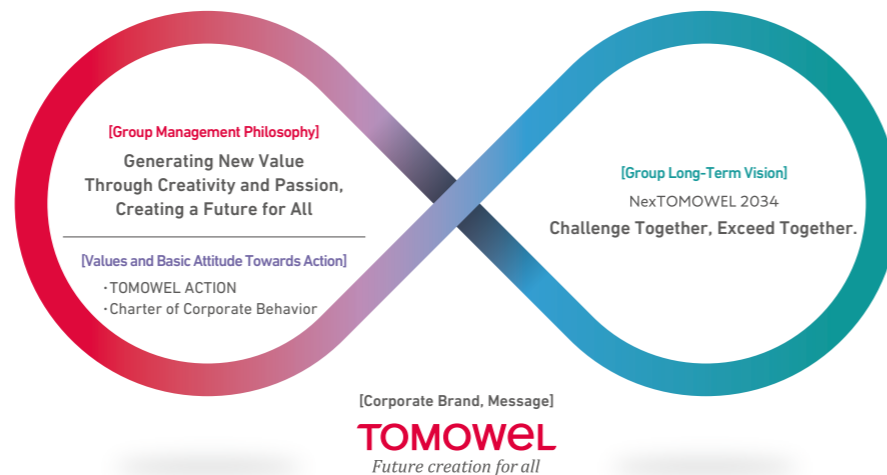 [Group Management Philosophy]
Generating New Value
Through Creativity and Passion,
Creating a Future for All
[Values and Basic Attitude Towards Action]
・TOMOWEL ACTION
・Charter of Corporate Behavior
[Group Long-Term Vision]
NexTOMOWEL 2034
Challenge Together, Exceed Together.
[Corporate Brand, Message]
TOMOWEL
Future creation for all